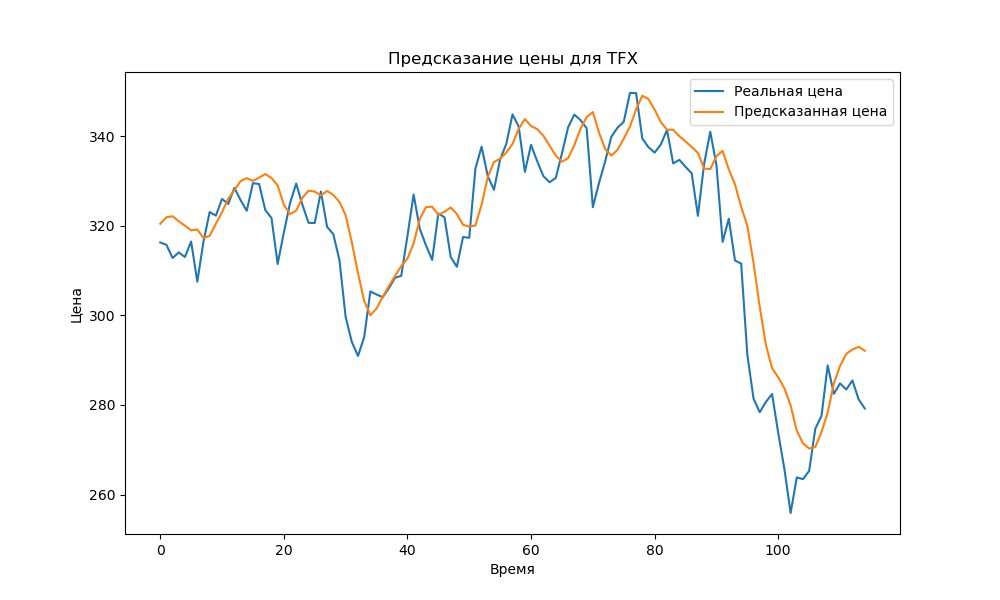 Предсказание цены для TFX
Реальная цена
Предсказанная цена
340
320
300
280
260
Цена
0 20 40 60 80 100
Время